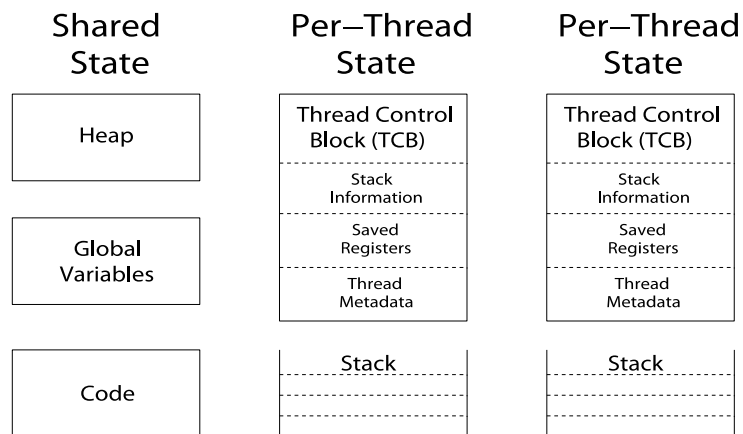 Shared
State
Heap
Global
Variables
Code
Per–Thread
State
Thread Control
Block (TCB)
Stack
Information
Saved
Registers
Thread
Metadata
Stack
Per–Thread
State
Thread Control
Block (TCB)
Stack
Information
Saved
Registers
Thread
Metadata
Stack